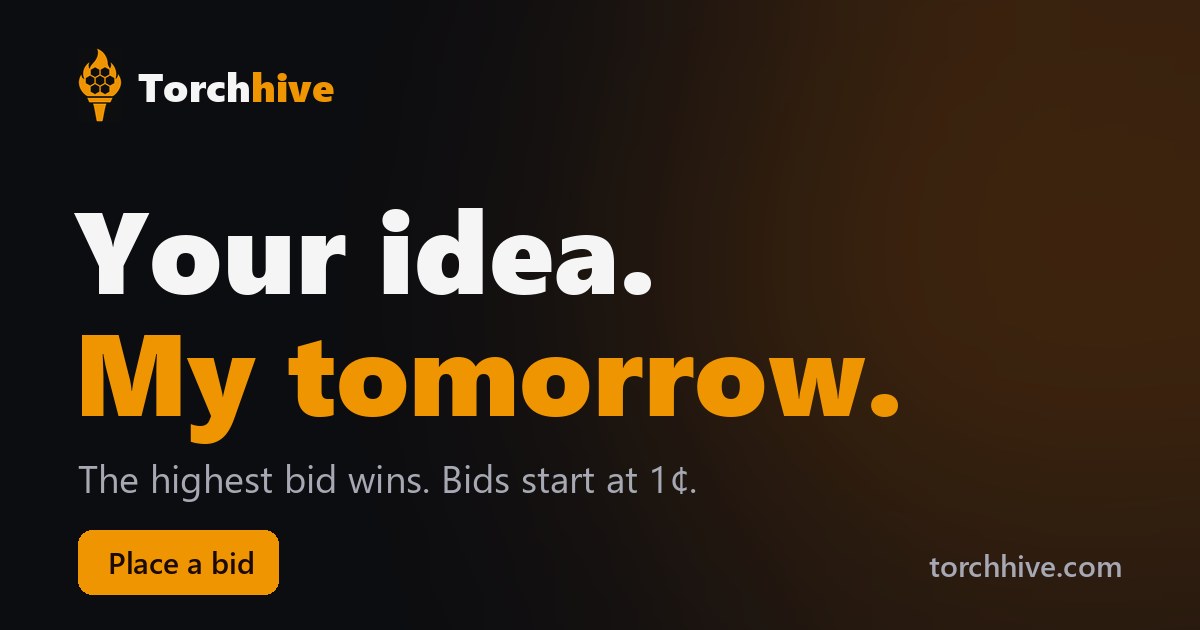 Torchhive
Your idea.
My tomorrow.
The highest bid wins. Bids start at 1¢.
Place a bid
torchhive.com